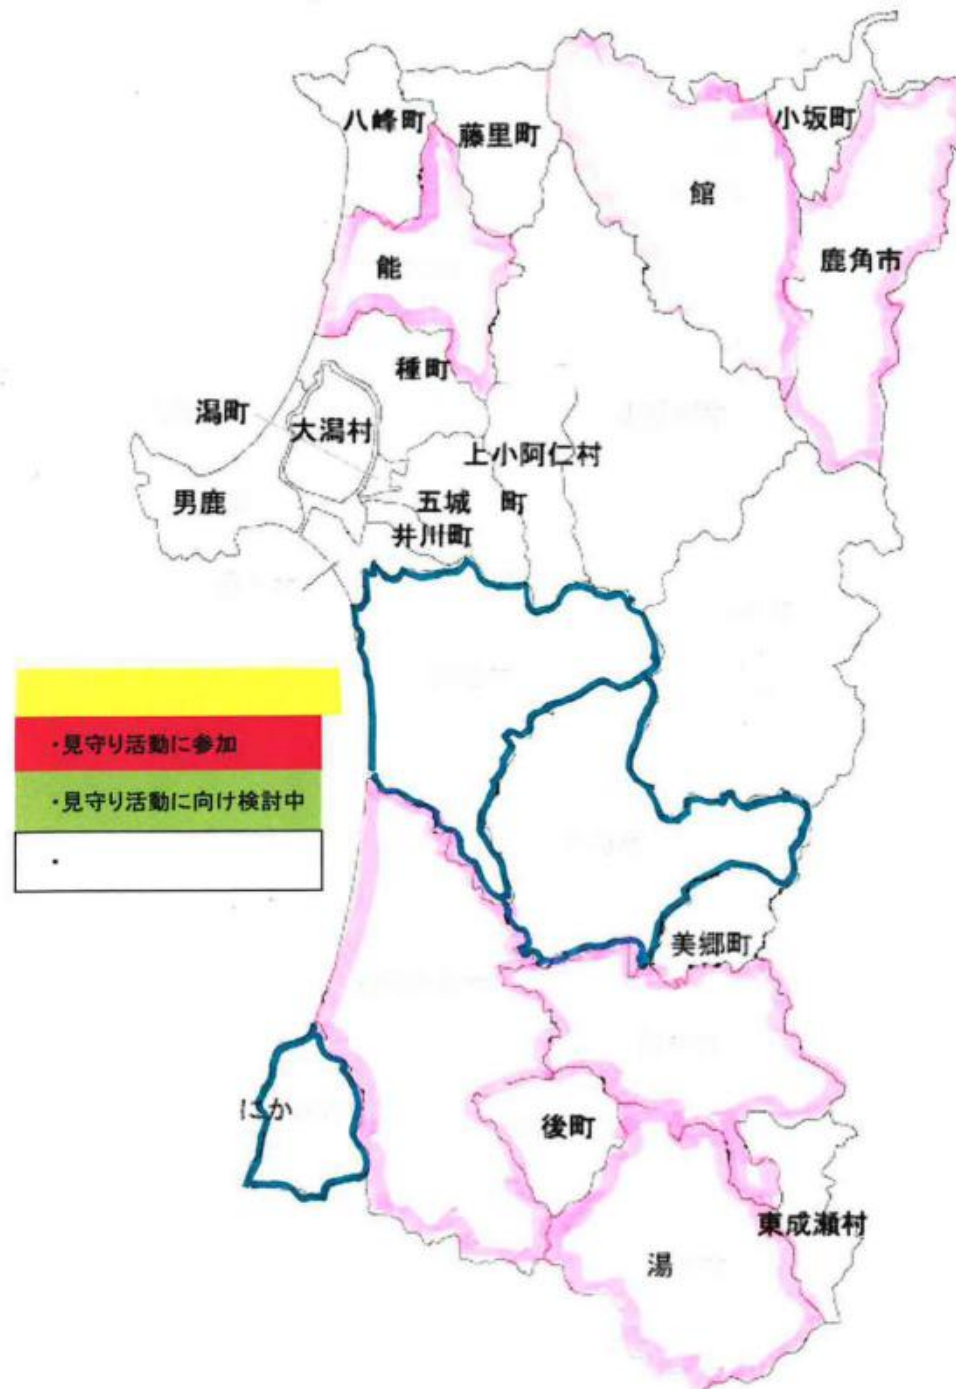 八峰町
藤里町
小坂町
館
能
鹿角市
種町
潟町
大潟村
上小阿仁村
男鹿
五城 町
井川町
・見守り活動に参加
・見守り活動に向け検討中
・
美郷町
にか
後町
東成瀬村
湯